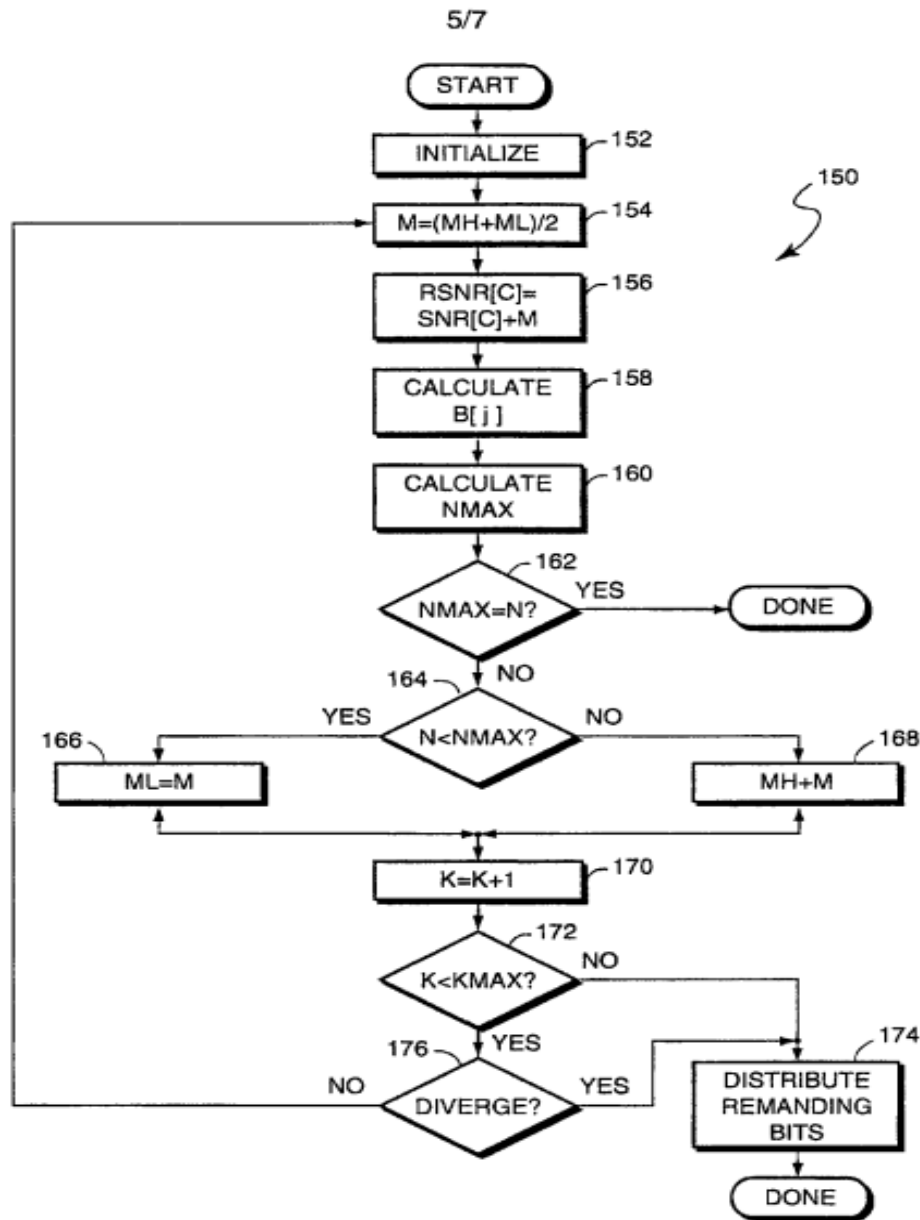 5/7
START
INITIALIZE
152
150
M=(MH+ML)/2
154
RSNR[C]=
SNR[C]+M
156
CALCULATE
B[ j ]
158
CALCULATE
NMAX
160
162
NMAX=N?
YES
DONE
NO
164
N<NMAX?
YES
NO
166
ML=M
168
MH+M
K=K+1
170
172
K<KMAX?
NO
YES
176
DIVERGE?
NO
YES
174
DISTRIBUTE
REMANDING
BITS
DONE